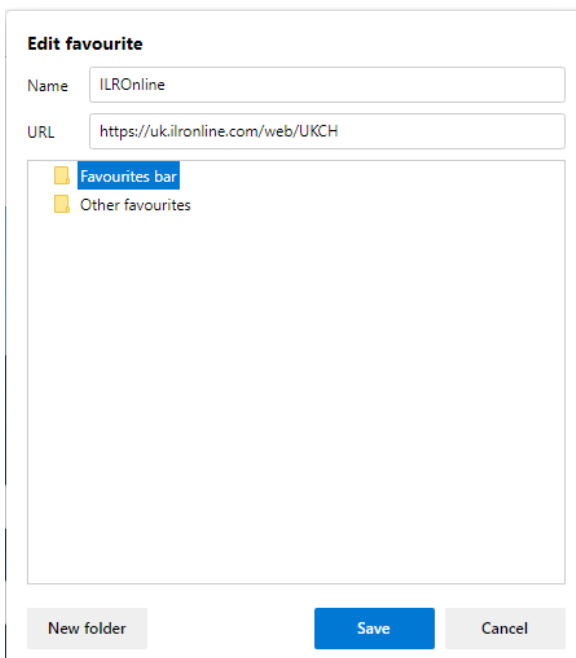 Edit favourite
Name ILROnline
URL https://uk.ilronline.com/web/UKCH
Favourites bar
Other favourites
New folder Save Cancel